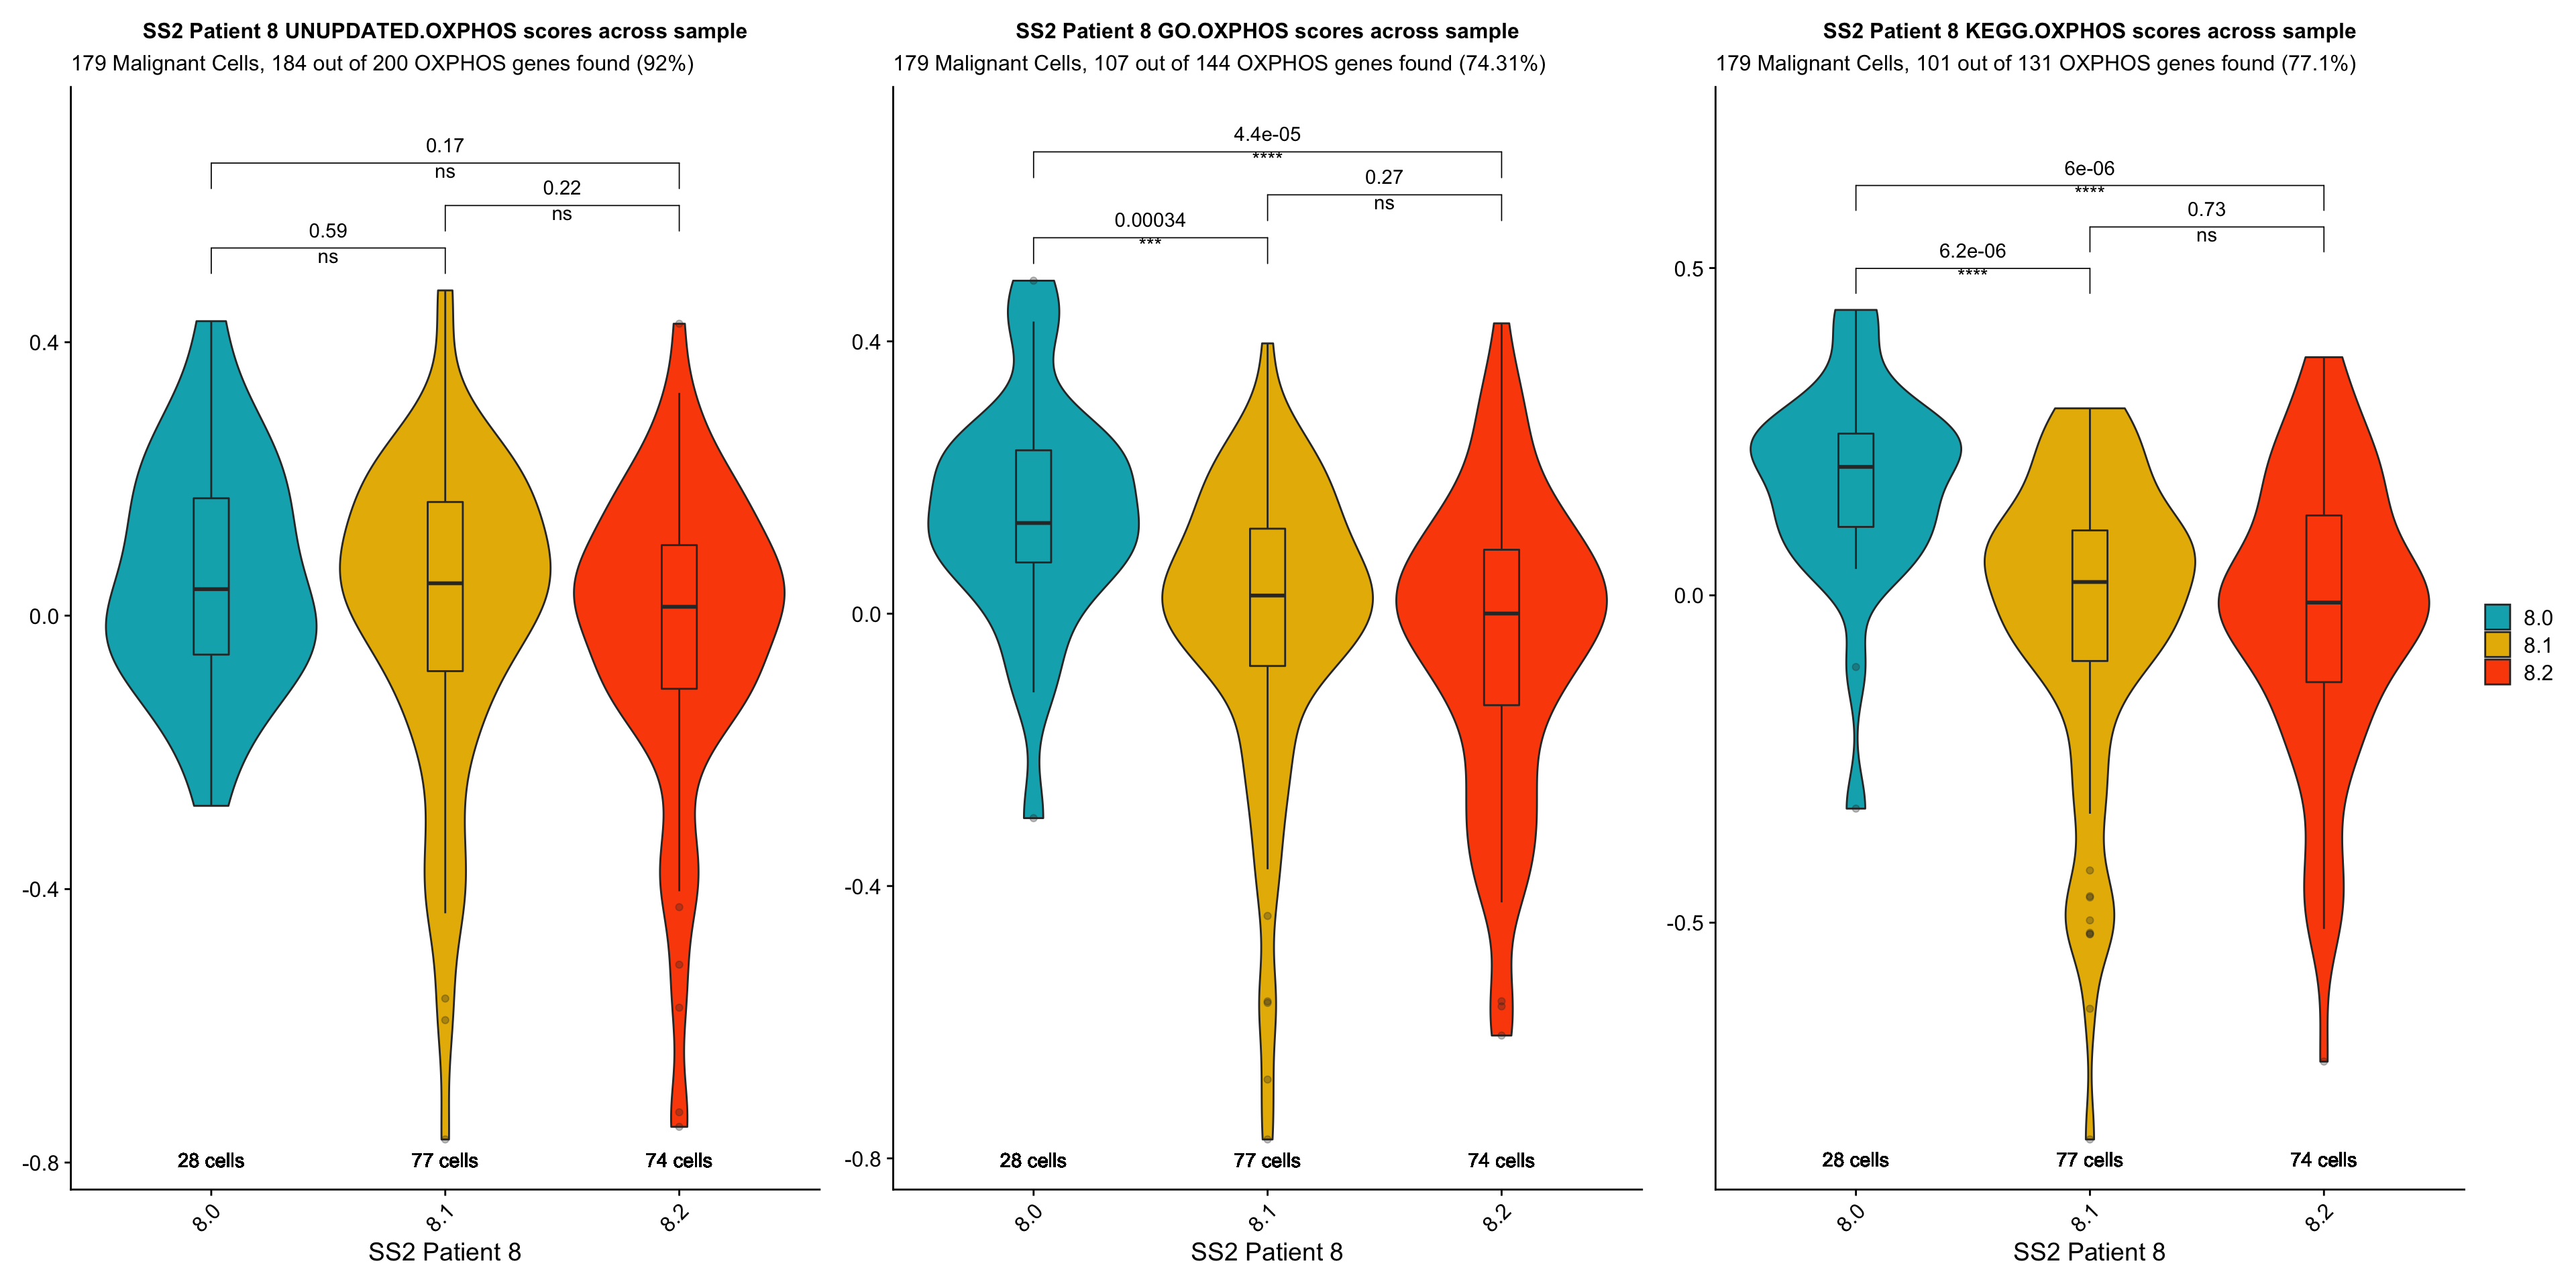 SS2 Patient 8 UNUPDATED.OXPHOS scores across sample
179 Malignant Cells, 184 out of 200 OXPHOS genes found (92%)
0.17
ns
0.22
ns
0.59
ns
0.4
0.0
-0.4
-0.8
28 cells
77 cells
74 cells
8.0
8.1
8.2
SS2 Patient 8
SS2 Patient 8 GO.OXPHOS scores across sample
179 Malignant Cells, 107 out of 144 OXPHOS genes found (74.31%)
4.4e-05
****
0.27
ns
0.00034
***
0.4
0.0
-0.4
-0.8
28 cells
77 cells
74 cells
8.0
8.1
8.2
SS2 Patient 8
SS2 Patient 8 KEGG.OXPHOS scores across sample
179 Malignant Cells, 101 out of 131 OXPHOS genes found (77.1%)
6e-06
****
0.73
ns
6.2e-06
****
0.5
0.0
-0.5
28 cells
77 cells
74 cells
8.0
8.1
8.2
SS2 Patient 8
8.0
8.1
8.2